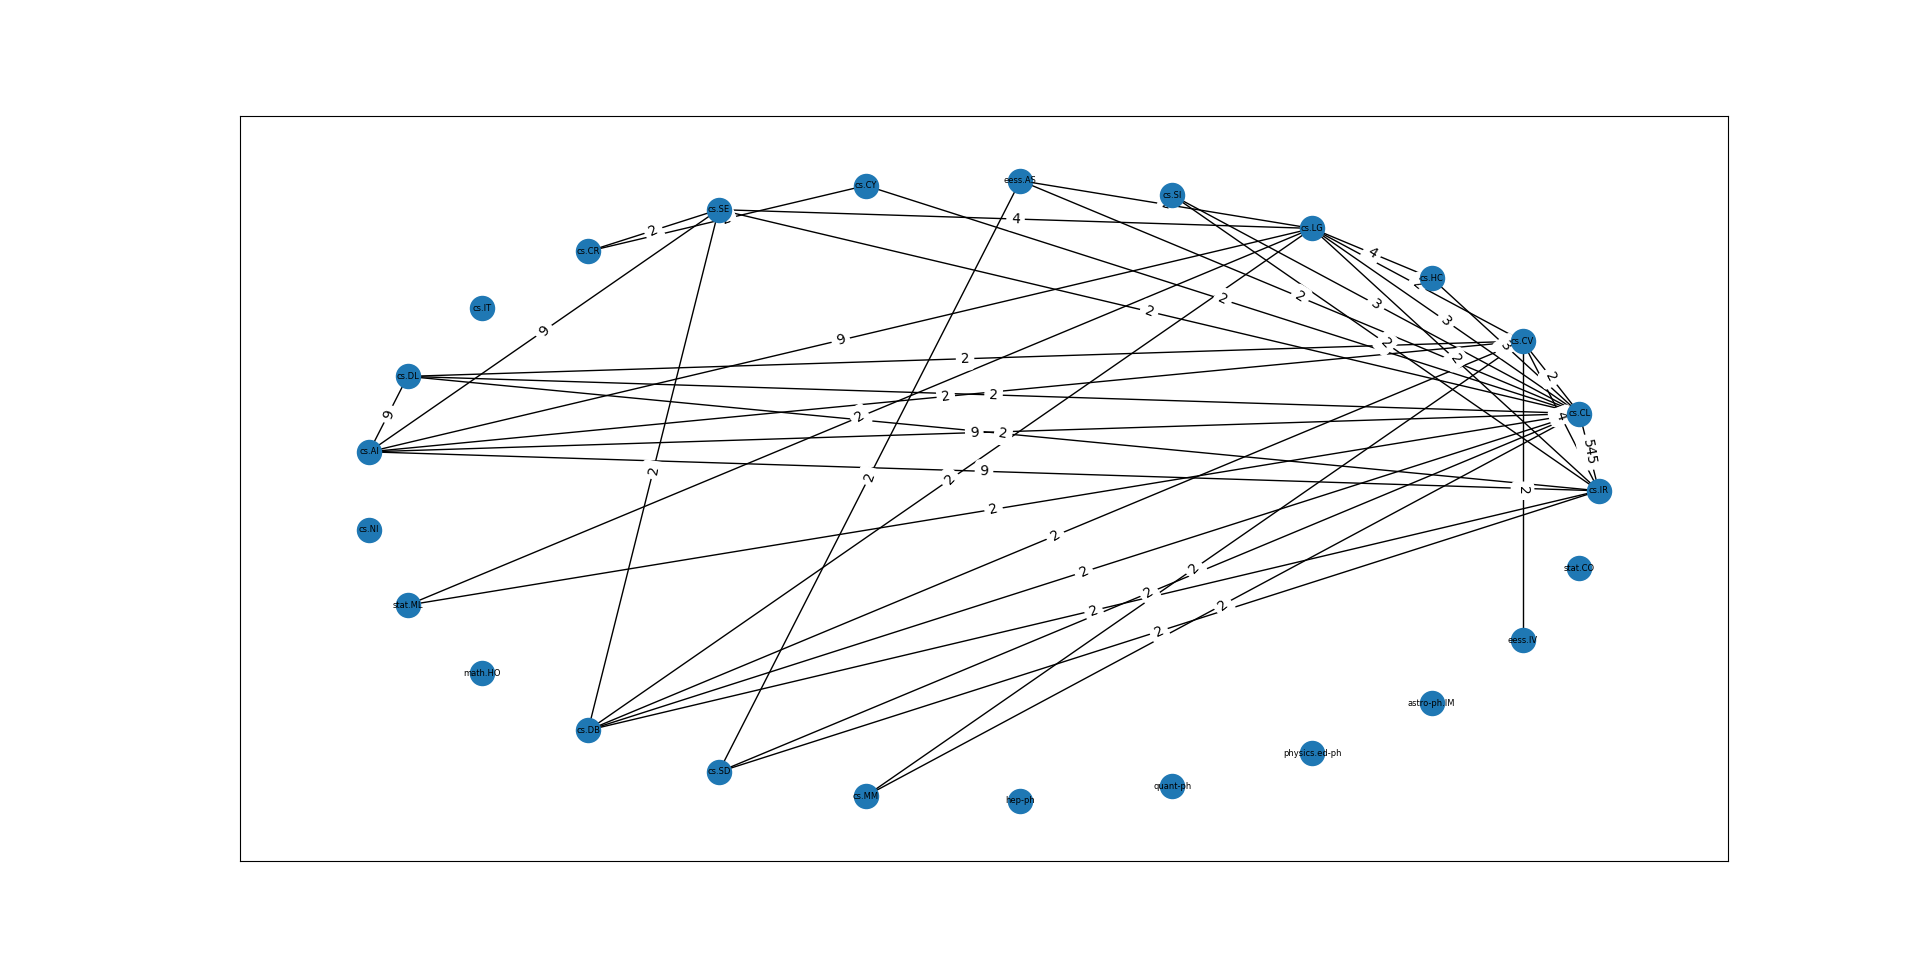 eess.AS
cs.CY
cs.SI
cs.SE
4
cs.LG
2
cs.CR
4
cs.HC
2
2
3
cs.IT
2
3
9
9
cs.CV
2
3
2
2
cs.DL
2
2
2
2
9
2
cs.CL
4
9
2
545
cs.AI
9
2
2
2
2
cs.IR
2
cs.NI
2
2
2
2
stat.CO
2
stat.ML
2
2
2
eess.IV
math.HO
astro-ph.IM
cs.DB
physics.ed-ph
cs.SD
quant-ph
cs.MM
hep-ph